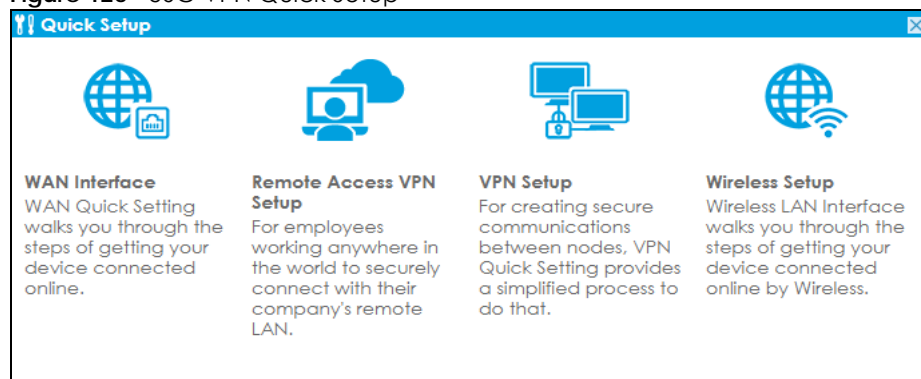 Quick Setup
WAN Interface
WAN Quick Setting
walks you through the
steps of getting your
device connected
online.
Remote Access VPN
Setup
For employees
working anywhere in
the world to securely
connect with their
company's remote
LAN.
VPN Setup
For creating secure
communications
between nodes, VPN
Quick Setting provides
a simplified process to
do that.
Wireless Setup
Wireless LAN Interface
walks you through the
steps of getting your
device connected
online by Wireless.